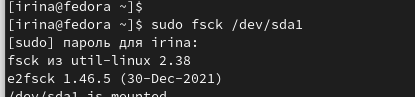 [irina@fedora ~]$
[irina@fedora ~]$ sudo fsck /dev/sda1
[sudo] пароль для irina:
fsck из util-linux 2.38
e2fsck 1.46.5 (30-Dec-2021)
/dev/sda1 is mounted